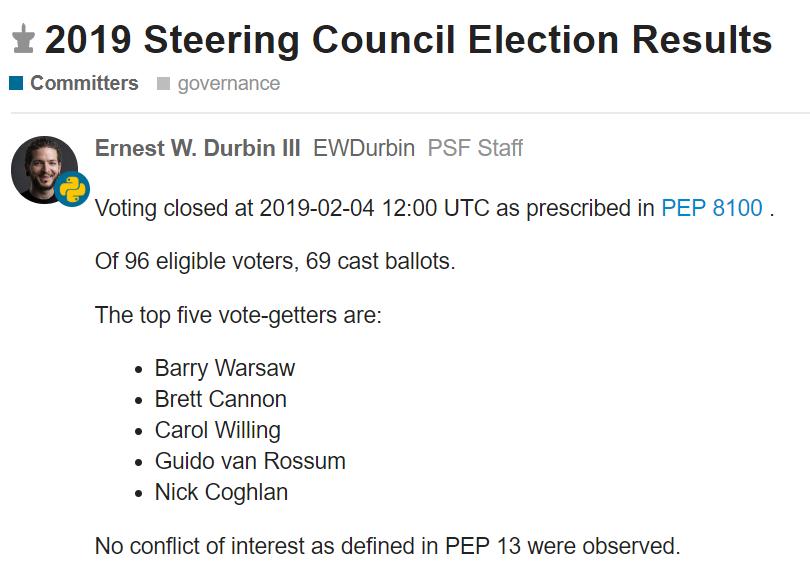 2019 Steering Council Election Results
Committers governance
Ernest W. Durbin III EWDurbin PSF Staff
Voting closed at 2019-02-04 12:00 UTC as prescribed in PEP 8100 .
Of 96 eligible voters, 69 cast ballots.
The top five vote-getters are:
• Barry Warsaw
• Brett Cannon
• Carol Willing
• Guido van Rossum
• Nick Coghlan
No conflict of interest as defined in PEP 13 were observed.